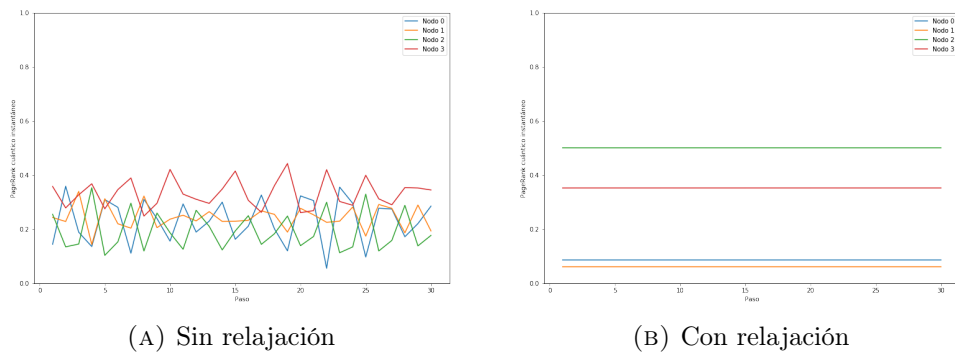 1.0
0.8
0.6
0.4
0.2
0.0
PageRank cuántico instantáneo
0 5 10 15 20 25 30
Paso
Nodo 0
Nodo 1
Nodo 2
Nodo 3
(A) Sin relajación
1.0
0.8
0.6
0.4
0.2
0.0
PageRank cuántico instantáneo
0 5 10 15 20 25 30
Paso
Nodo 0
Nodo 1
Nodo 2
Nodo 3
(B) Con relajación